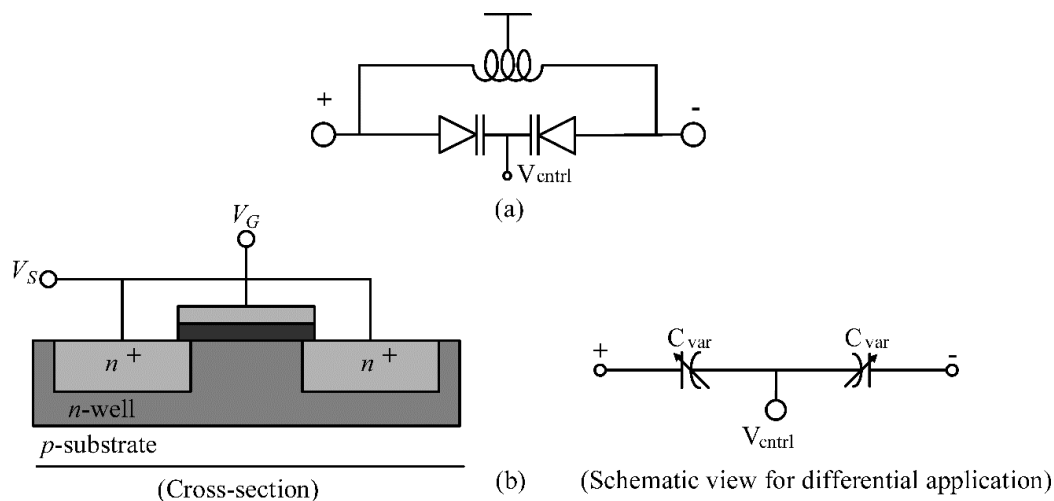 +
-
Vcntrl
(a)
VG
VS
n+
n+
n-well
p-substrate
(Cross-section)
(b)
+
Cvar
Cvar
-
Vcntrl
(Schematic view for differential application)